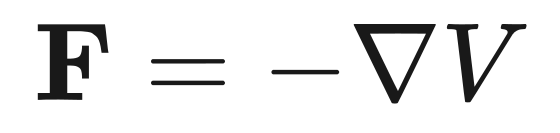 𝐅 = −∇V